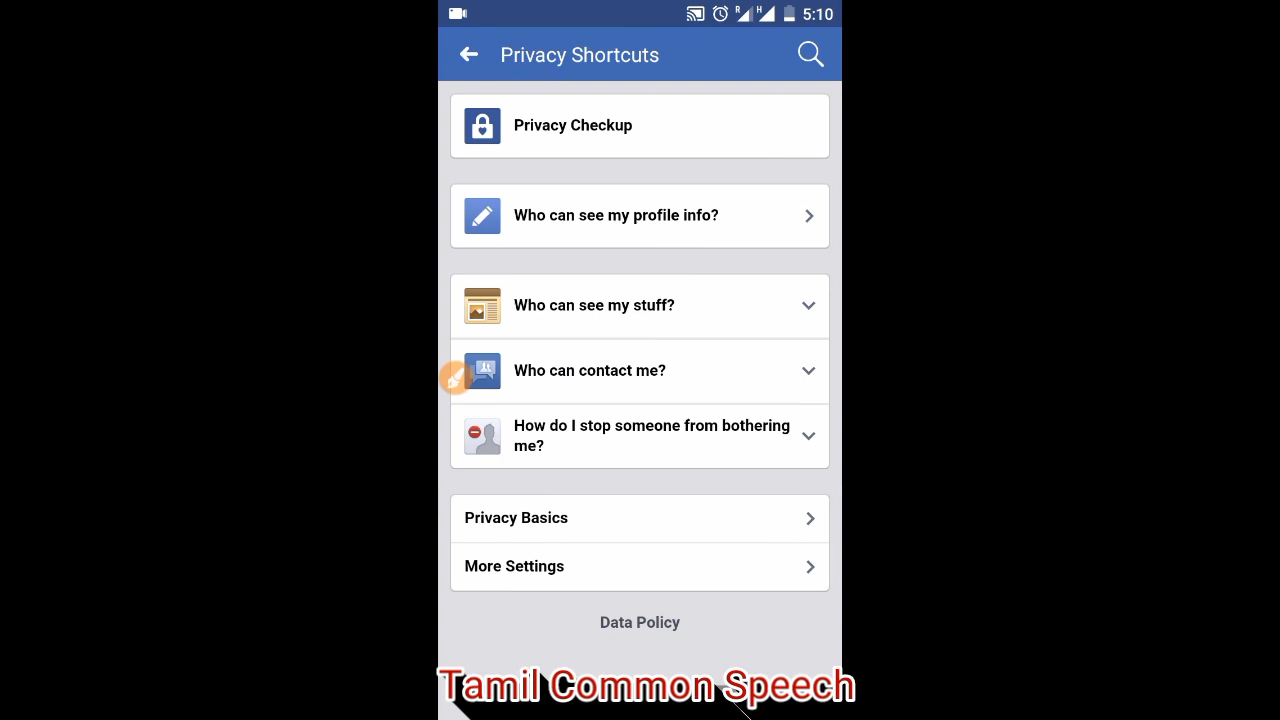 R H 5:10
Privacy Shortcuts
Privacy Checkup
Who can see my profile info?
Who can see my stuff?
Who can contact me?
How do I stop someone from bothering
me?
Privacy Basics
More Settings
Data Policy
Tamil Common Speech